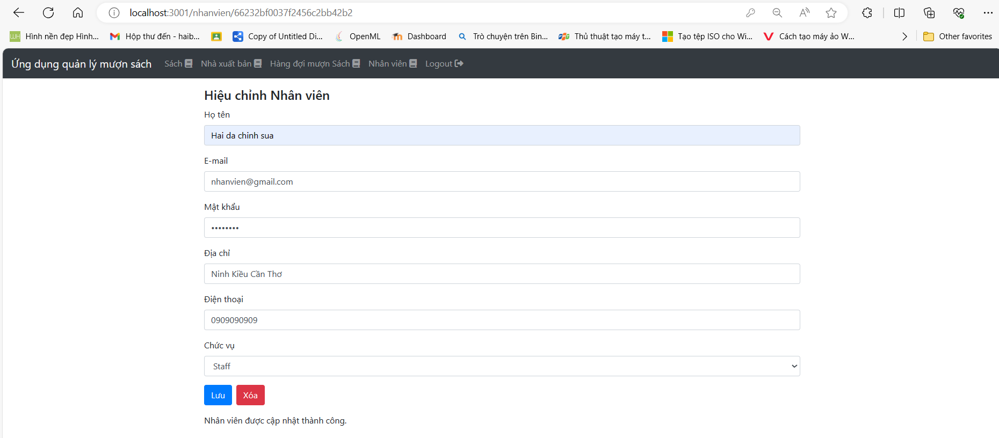 localhost:3001/nhanvien/66232bf0037f2456c2bb42b2
Hình nền đẹp Hình... Hộp thư đến - haib... Copy of Untitled Di... OpenML Dashboard Trò chuyện trên Bin... Thủ thuật tạo máy t... Tạo tệp ISO cho Wi... Cách tạo máy ảo W... Other favorites
Ứng dụng quản lý mượn sách Sách Nhà xuất bản Hàng đợi mượn Sách Nhân viên Logout
Hiệu chỉnh Nhân viên
Họ tên
Hai da chinh sua
E-mail
nhanvien@gmail.com
Mật khẩu
••••••••
Địa chỉ
Ninh Kiều Cần Thơ
Điện thoại
0909090909
Chức vụ
Staff
Lưu Xóa
Nhân viên được cập nhật thành công.